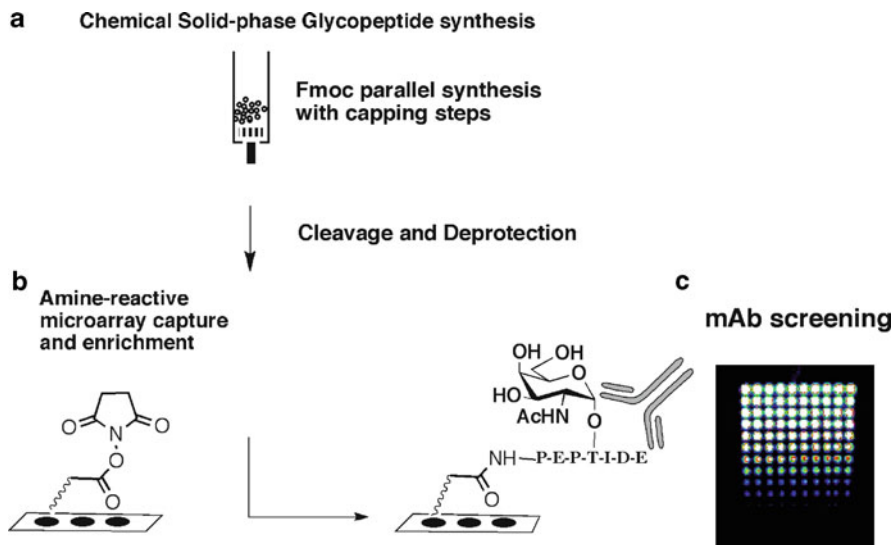 a
Chemical Solid-phase Glycopeptide synthesis
Fmoc parallel synthesis
with capping steps
Cleavage and Deprotection
b
Amine-reactive
microarray capture
and enrichment
O
N
O
O
O
OH
OH
O
HO
AcHN
O
NH
P-E-P-T-I-D-E
O
c
mAb screening